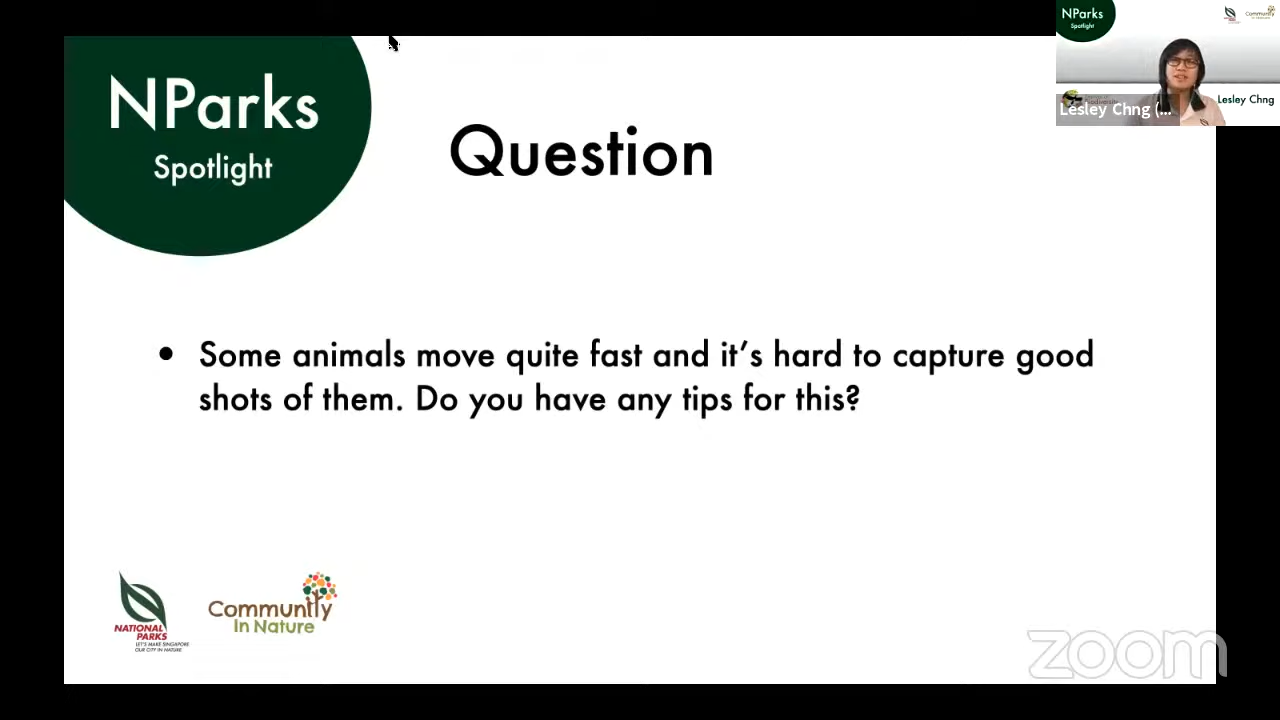 NParks
Spotlight
Question
• Some animals move quite fast and it's hard to capture good
shots of them. Do you have any tips for this?
NATIONAL
PARKS
LET'S MAKE SINGAPORE
OUR CITY IN NATURE
Community
In Nature
zoom
NParks
Spotlight
Lesley Chng (...
Lesley Chng